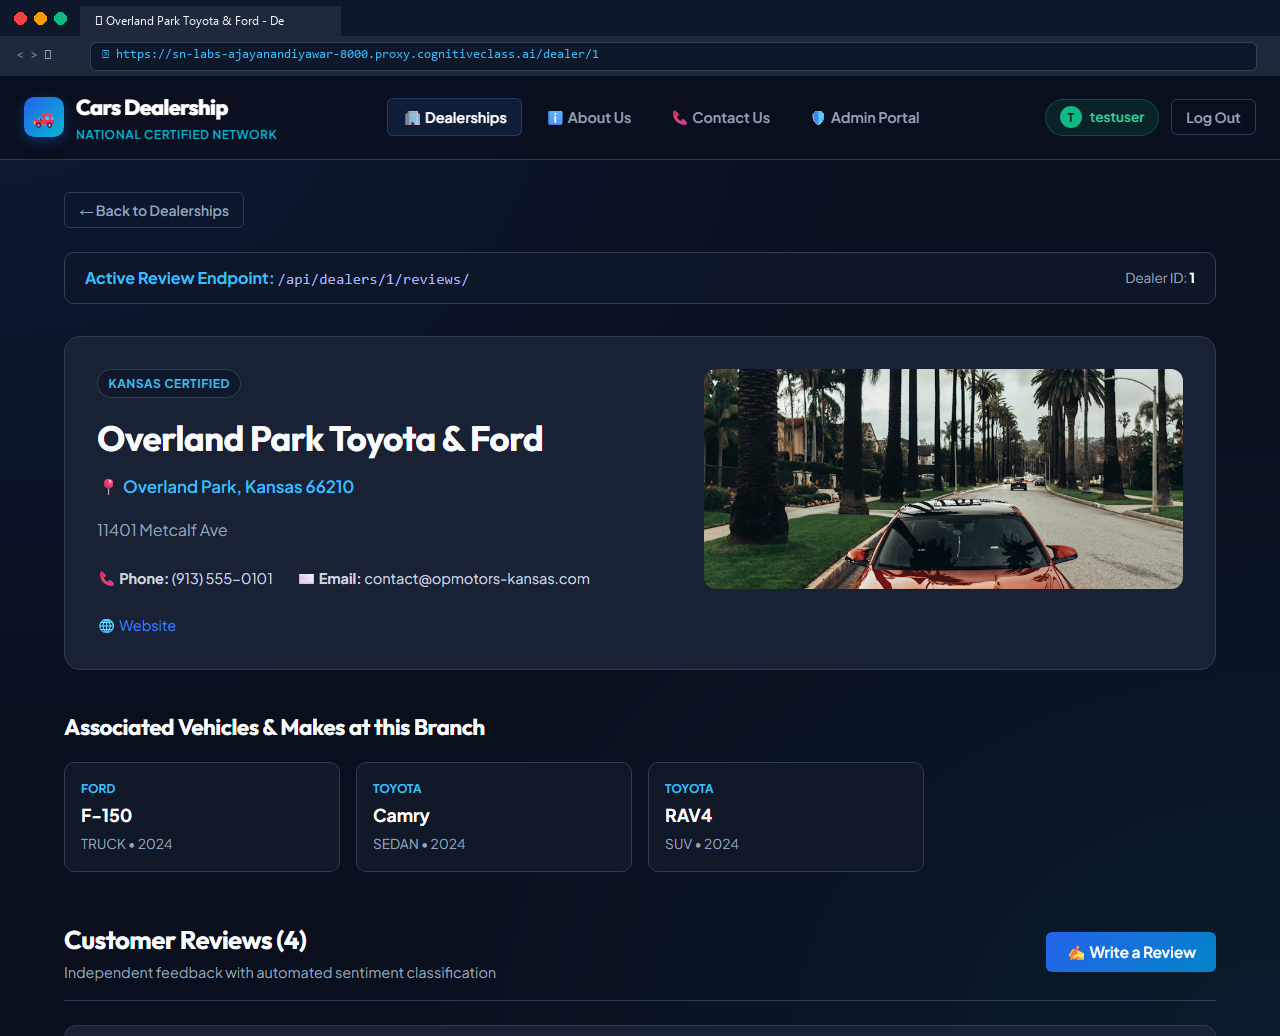 Overland Park Toyota & Ford - De
https://sn-labs-ajayanandiyawar-8000.proxy.cognitiveclass.ai/dealer/1
Cars Dealership
NATIONAL CERTIFIED NETWORK
Dealerships
About Us
Contact Us
Admin Portal
T testuser
Log Out
← Back to Dealerships
Active Review Endpoint: /api/dealers/1/reviews/
Dealer ID: 1
KANSAS CERTIFIED
Overland Park Toyota & Ford
Overland Park, Kansas 66210
11401 Metcalf Ave
Phone: (913) 555-0101
Email: contact@opmotors-kansas.com
Website
Associated Vehicles & Makes at this Branch
FORD
F-150
TRUCK • 2024
TOYOTA
Camry
SEDAN • 2024
TOYOTA
RAV4
SUV • 2024
Customer Reviews (4)
Independent feedback with automated sentiment classification
Write a Review